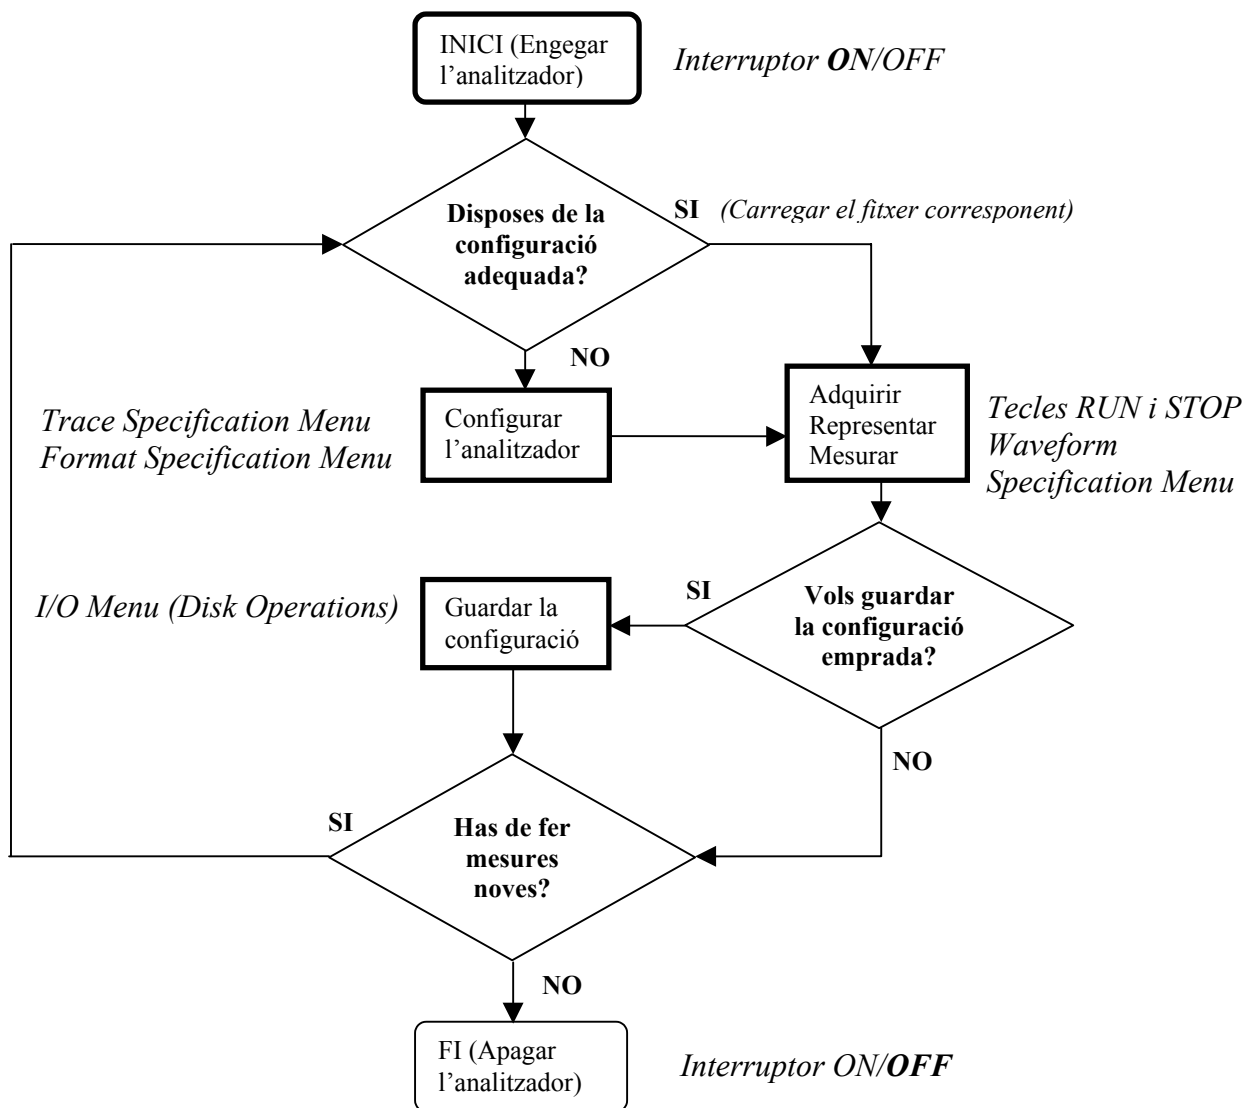 INICI (Engegar
l’analitzador)
Interruptor ON/OFF
Disposes de la
configuració
adequada?
SI (Carregar el fitxer corresponent)
NO
Trace Specification Menu
Format Specification Menu
Configurar
l’analitzador
Adquirir
Representar
Mesurar
Tecles RUN i STOP
Waveform
Specification Menu
I/O Menu (Disk Operations)
Guardar la
configuració
SI
Vols guardar
la configuració
emprada?
NO
SI
Has de fer
mesures
noves?
NO
FI (Apagar
l’analitzador)
Interruptor ON/OFF